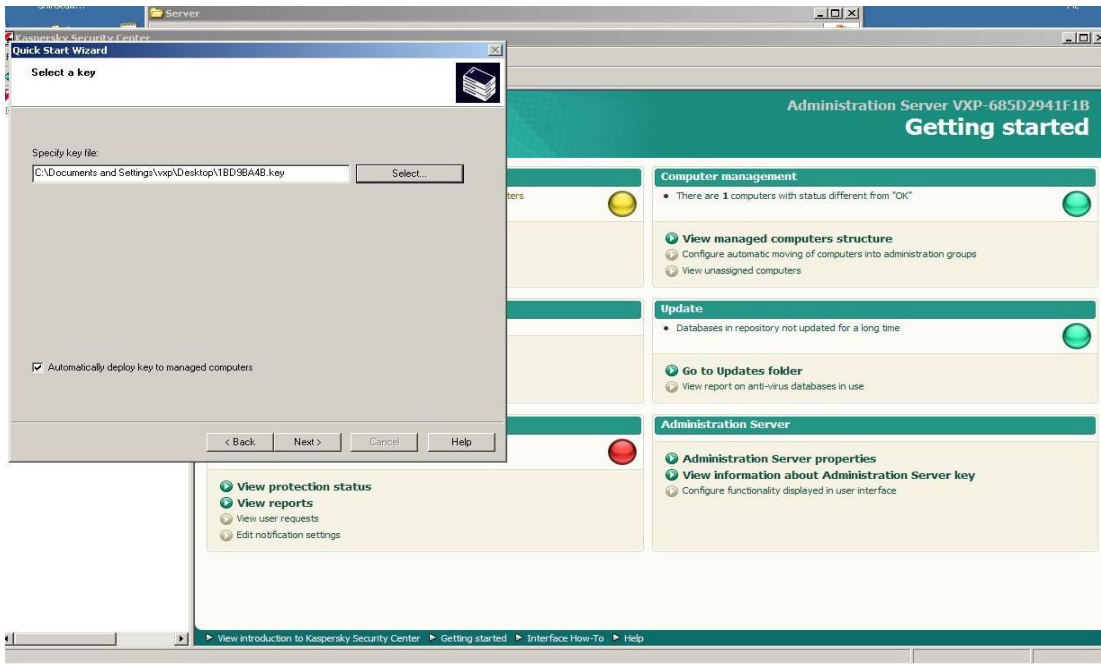 Server
Kaspersky Security Center
Quick Start Wizard
Select a key
Specify key file:
C:\Documents and Settings\vxp\Desktop\1BD9BA4B.key
Select...
Automatically deploy key to managed computers
< Back
Next >
Cancel
Help
Administration Server VXP-685D2941F1B
Getting started
ters
Computer management
• There are 1 computers with status different from "OK"
View managed computers structure
Configure automatic moving of computers into administration groups
View unassigned computers
Update
• Databases in repository not updated for a long time
Go to Updates folder
View report on anti-virus databases in use
View protection status
View reports
View user requests
Edit notification settings
Administration Server
Administration Server properties
View information about Administration Server key
Configure functionality displayed in user interface
View introduction to Kaspersky Security Center
Getting started
Interface How-To
Help